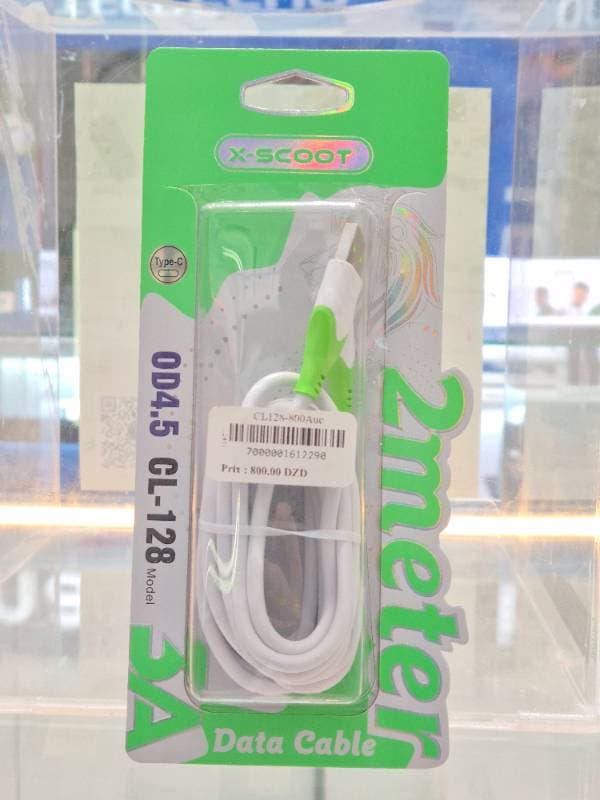 X-SCOOT
Type-C
OD4.5 CL-128
Model
3A
2meter
CL128-800Auc
7000001612290
Prix : 800.00 DZD
Data Cable